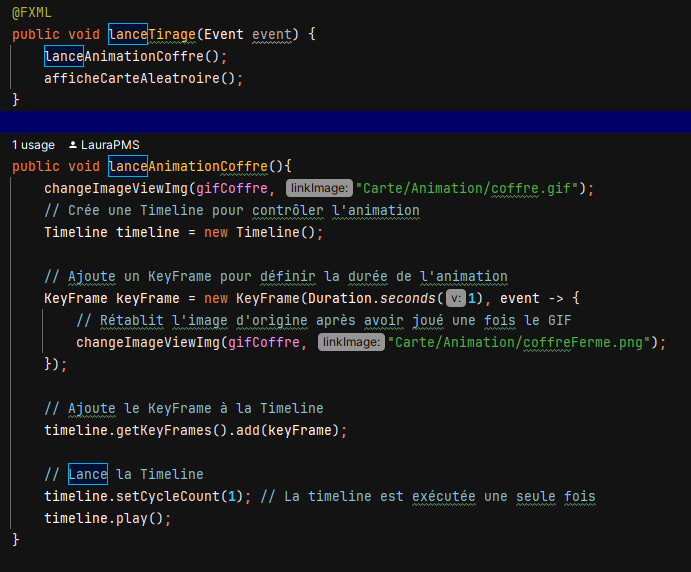 @FXML
public void lanceTirage(Event event) {
    lanceAnimationCoffre();
    afficheCarteAleatroire();
}
1 usage LauraPMS
public void lanceAnimationCoffre(){
    changeImageViewImg(gifCoffre, linkImage: "Carte/Animation/coffre.gif");
    // Crée une Timeline pour contrôler l'animation
    Timeline timeline = new Timeline();
    // Ajoute un KeyFrame pour définir la durée de l'animation
    KeyFrame keyFrame = new KeyFrame(Duration.seconds( v: 1), event -> {
        // Rétablit l'image d'origine après avoir joué une fois le GIF
        changeImageViewImg(gifCoffre, linkImage: "Carte/Animation/coffreFerme.png");
    });
    // Ajoute le KeyFrame à la Timeline
    timeline.getKeyFrames().add(keyFrame);
    // Lance la Timeline
    timeline.setCycleCount(1); // La timeline est exécutée une seule fois
    timeline.play();
}